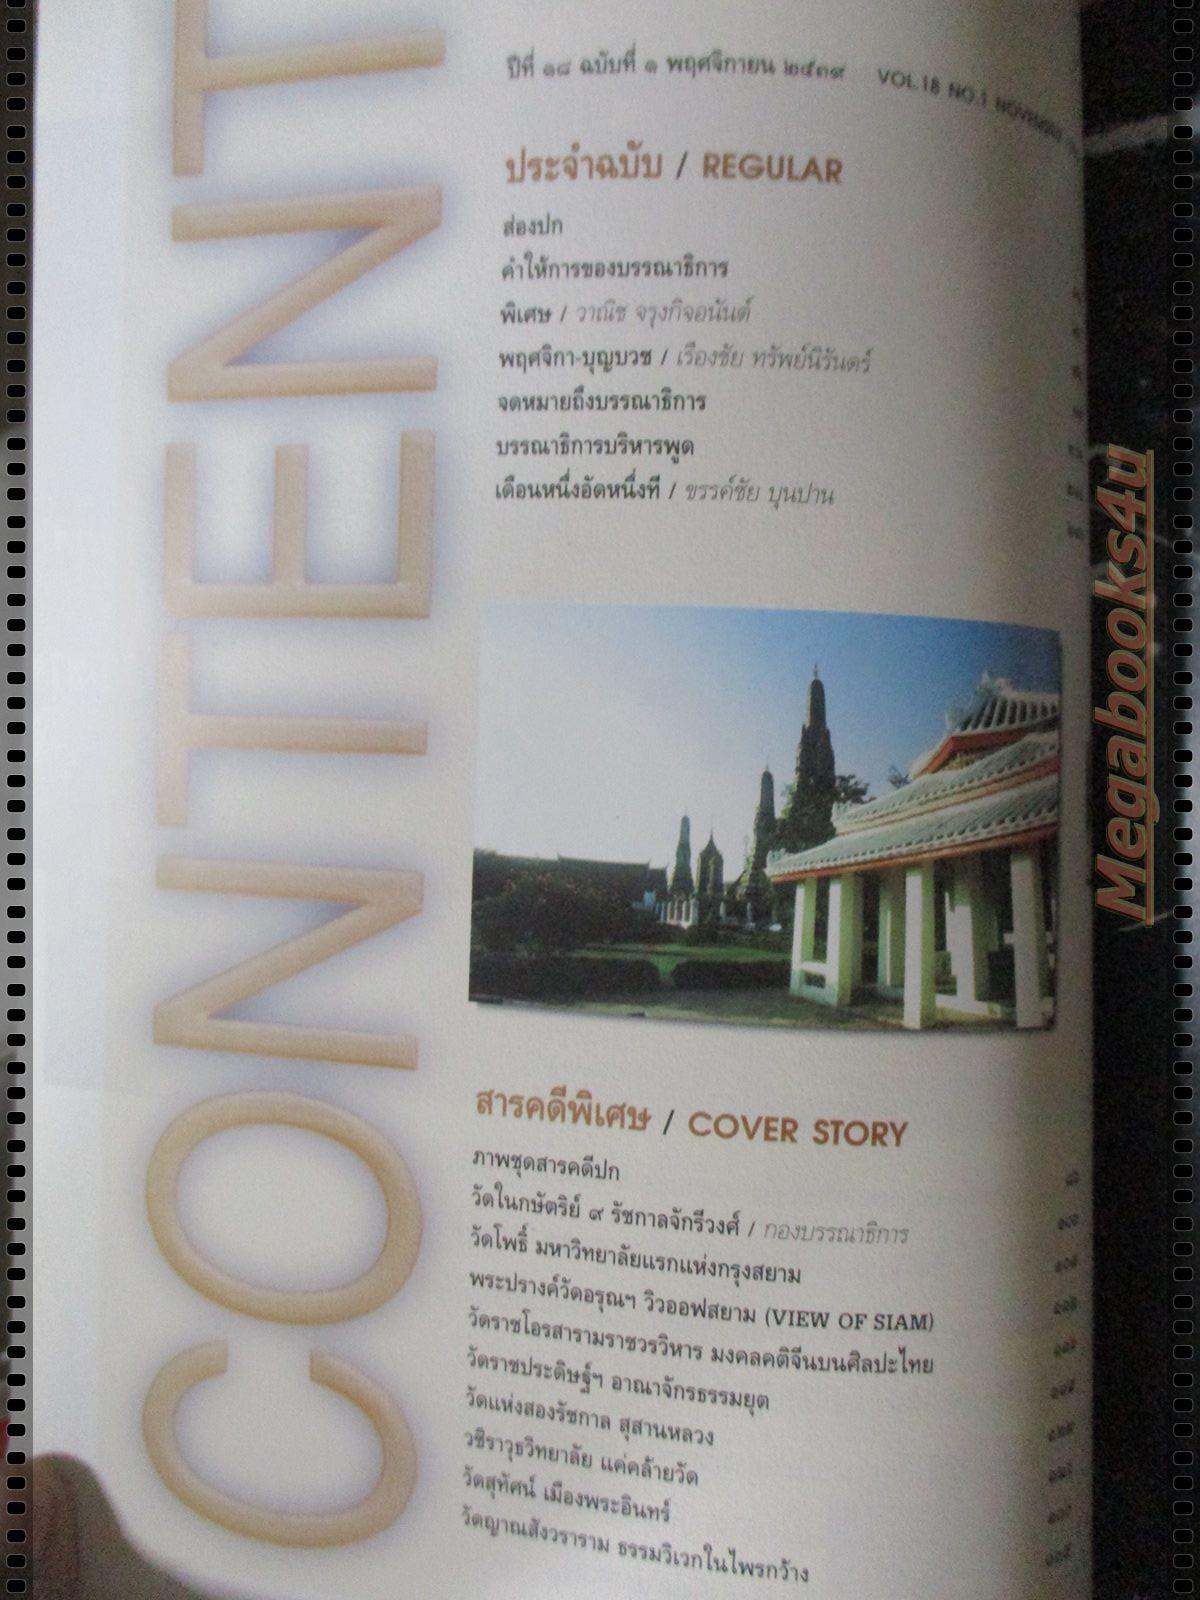 CONTENT
ปีที่ ๑๘ ฉบับที่ ๑ พฤศจิกายน ๒๕๓๙ VOL.18 NO.1 NOVEMBER
ประจำฉบับ / REGULAR
ส่องปก
คำให้การของบรรณาธิการ
พิเศษ / วาณิช จรุงกิจอนันต์
พฤศจิกา-บุญบวช / เรืองชัย ทรัพย์นิรันดร์
จดหมายถึงบรรณาธิการ
บรรณาธิการบริหารพูด
เดือนหนึ่งอัดหนึ่งที / ขรรค์ชัย บุนปาน
สารคดีพิเศษ / COVER STORY
ภาพชุดสารคดีปก
วัดในกษัตริย์ ๙ รัชกาลจักรีวงศ์ / กองบรรณาธิการ
วัดโพธิ์ มหาวิทยาลัยแรกแห่งกรุงสยาม
พระปรางค์วัดอรุณฯ วิวออฟสยาม (VIEW OF SIAM)
วัดราชโอรสารามราชวรวิหาร มงคลคติจีนบนศิลปะไทย
วัดราชประดิษฐ์ฯ อาณาจักรธรรมยุต
วัดแห่งสองรัชกาล สุสานหลวง
วชิราวุธวิทยาลัย แค่คล้ายวัด
วัดสุทัศน์ เมืองพระอินทร์
วัดญาณสังวราราม ธรรมวิเวกในไพรกว้าง
Megabooks4u